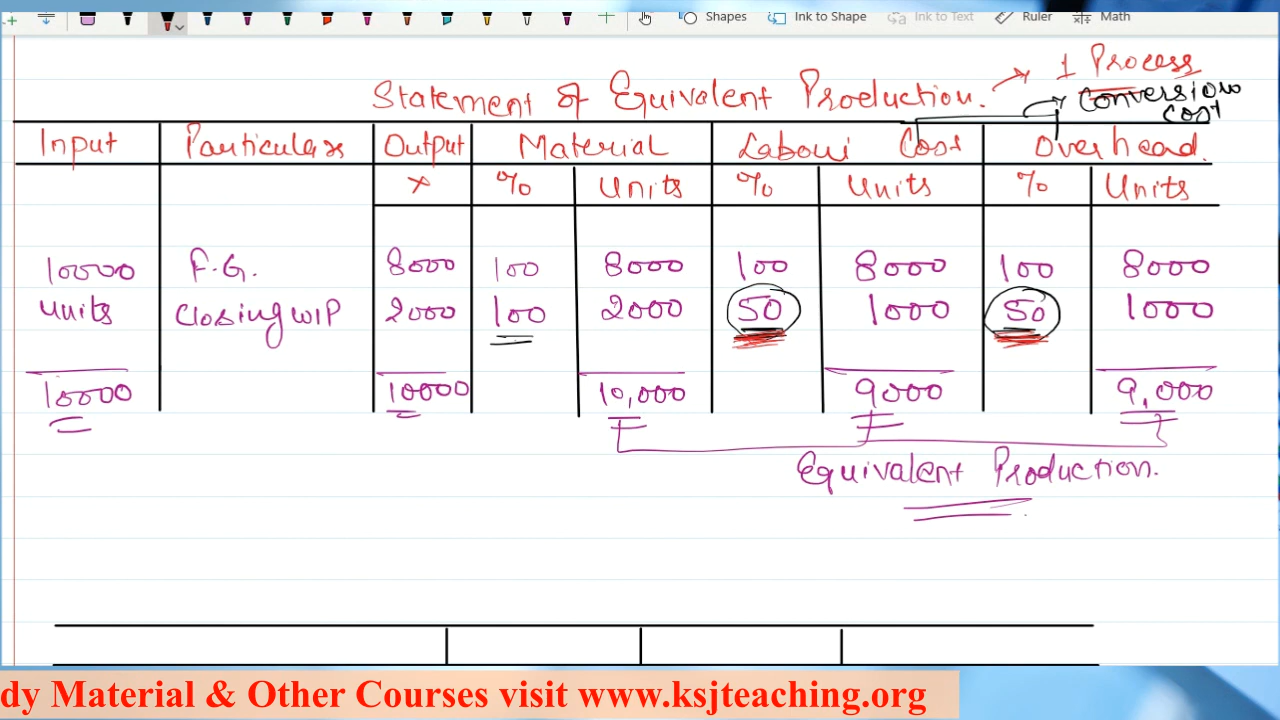 Shapes Ink to Shape Ink to Text Ruler Math
1 Process
Statement of Equivalent Production. Conversion Cost
Input Particulars Output Material Labour Cost Overhead.
× % Units % Units % Units
10000 F.G. 8000 100 8000 100 8000 100 8000
Units Closing WIP 2000 100 2000 50 1000 50 1000
10000 10000 10,000 9000 9,000
Equivalent Production.
dy Material & Other Courses visit www.ksjteaching.org